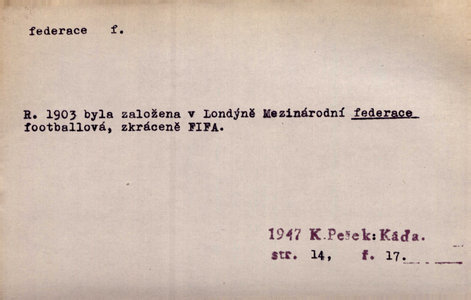 federace f.
R. 1903 byla založena v Londýně Mezinárodní federace
footballová, zkráceně FIFA.
1947 K.Pešek:Káďa.
str. 14, f. 17.